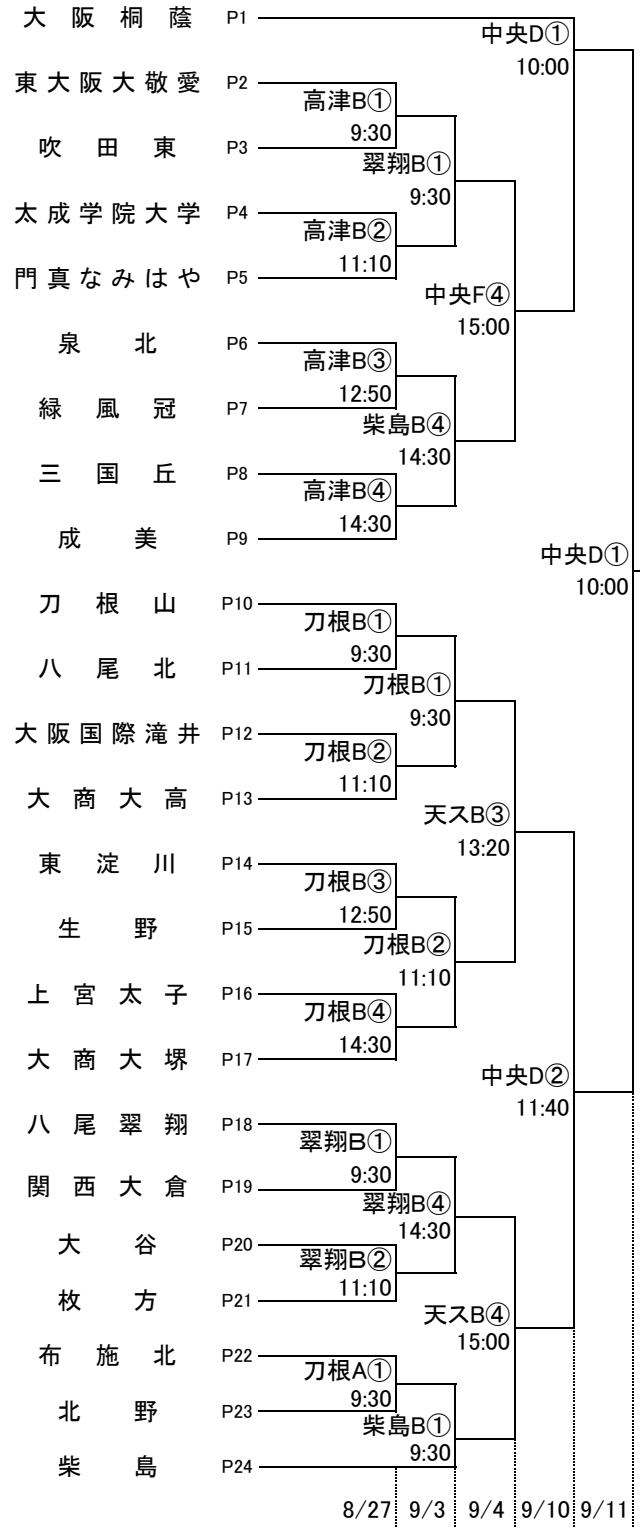 大阪桐蔭 P1
中央D①
10:00
東大阪大敬愛 P2
高津B①
9:30
吹田東 P3
翠翔B①
9:30
太成学院大学 P4
高津B②
11:10
門真なみはや P5
中央F④
15:00
泉北 P6
高津B③
12:50
緑風冠 P7
柴島B④
14:30
三国丘 P8
高津B④
14:30
成美 P9
中央D①
10:00
刀根山 P10
刀根B①
9:30
八尾北 P11
刀根B①
9:30
大阪国際滝井 P12
刀根B②
11:10
大商大高 P13
天スB③
13:20
東淀川 P14
刀根B③
12:50
生野 P15
刀根B②
11:10
上宮太子 P16
刀根B④
14:30
大商大堺 P17
中央D②
11:40
八尾翠翔 P18
翠翔B①
9:30
関西大倉 P19
翠翔B④
14:30
大谷 P20
翠翔B②
11:10
枚方 P21
天スB④
15:00
布施北 P22
刀根A①
9:30
北野 P23
柴島B①
9:30
柴島 P24
8/27 9/3 9/4 9/10 9/11